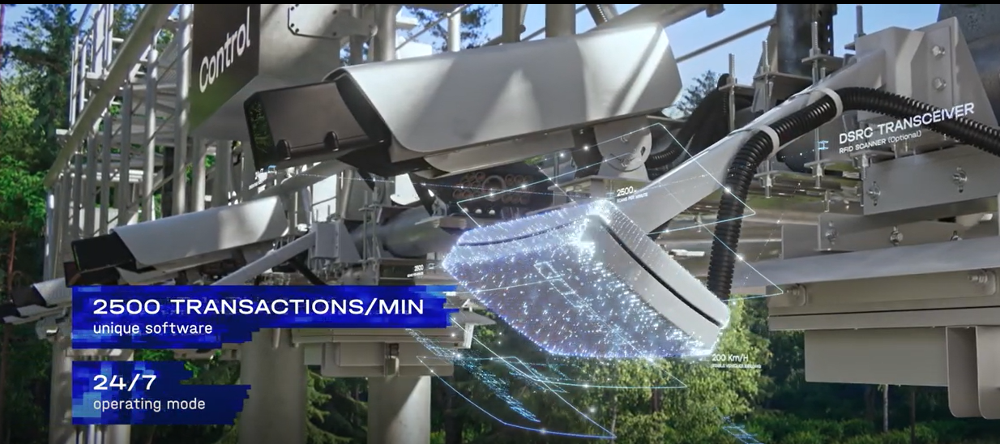 Control
DSRC TRANSCEIVER
RFID SCANNER (Optional)
2500
2500 TRANSACTIONS/MIN
unique software
200 Km/H
24/7
operating mode